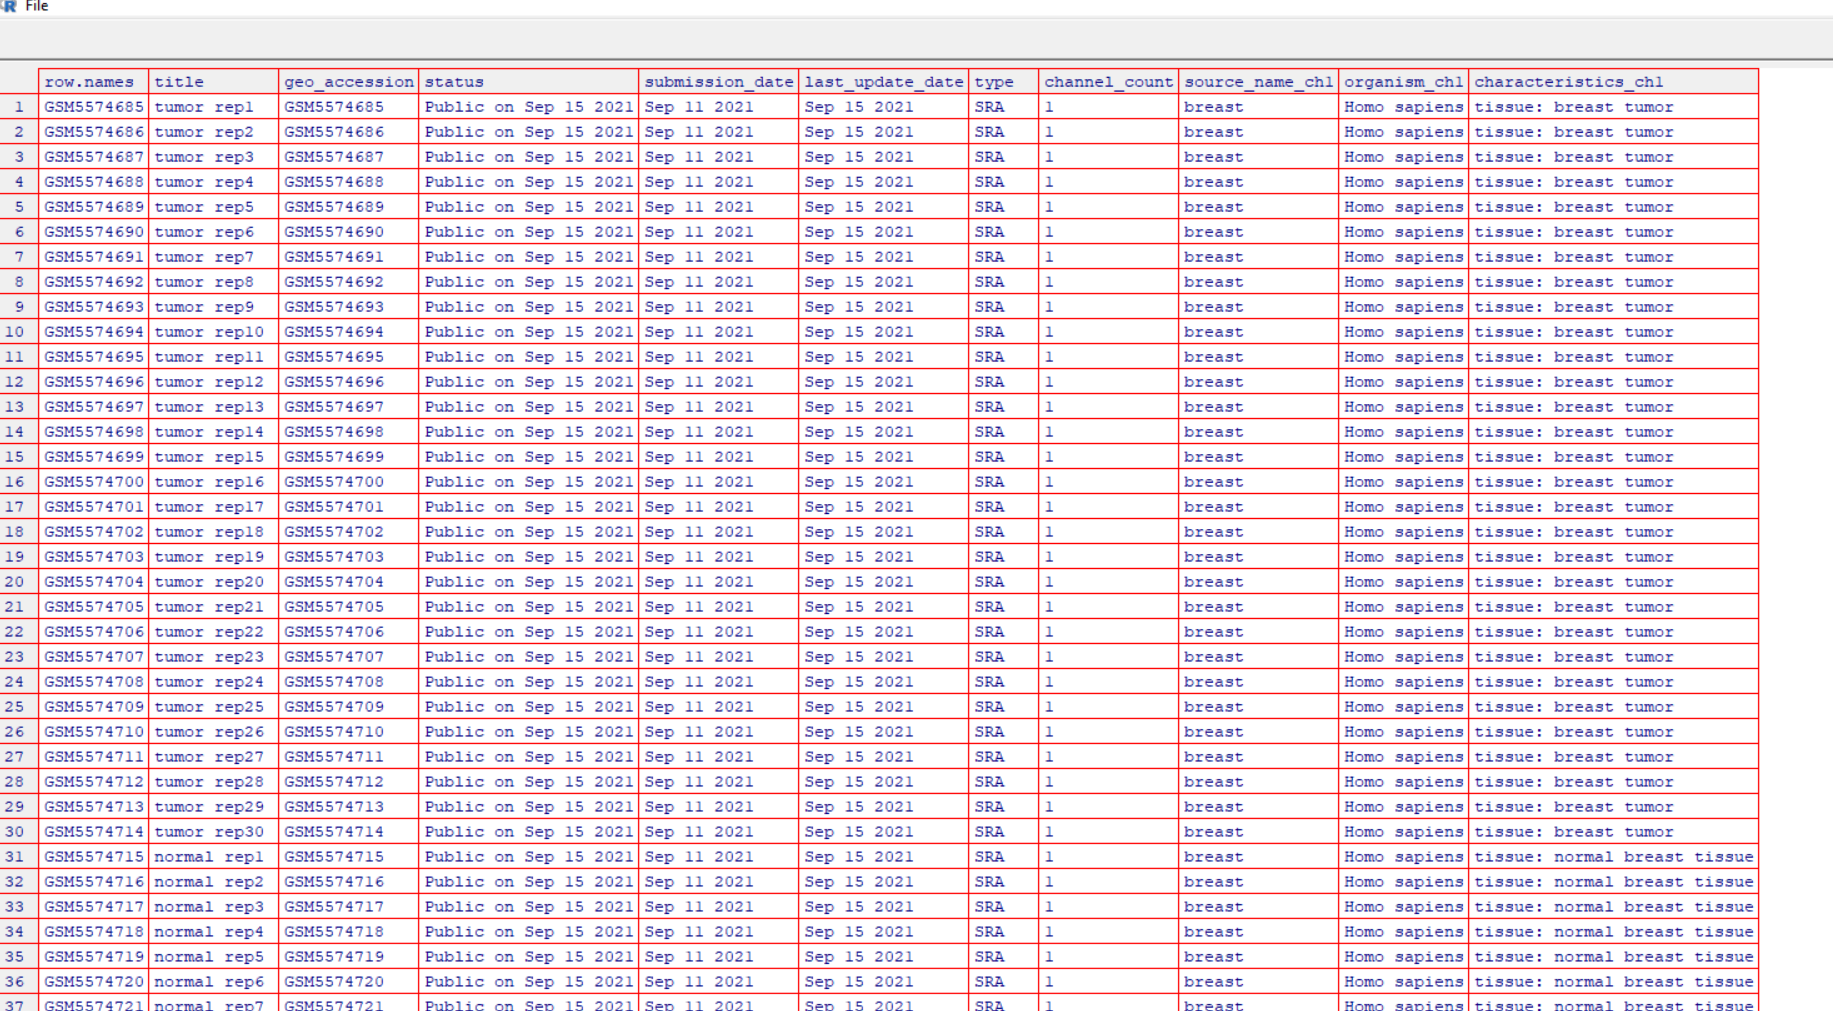 R File
row.names title geo_accession status submission_date last_update_date type channel_count source_name_ch1 organism_ch1 characteristics_ch1
1 GSM5574685 tumor rep1 GSM5574685 Public on Sep 15 2021 Sep 11 2021 Sep 15 2021 SRA 1 breast Homo sapiens tissue: breast tumor
2 GSM5574686 tumor rep2 GSM5574686 Public on Sep 15 2021 Sep 11 2021 Sep 15 2021 SRA 1 breast Homo sapiens tissue: breast tumor
3 GSM5574687 tumor rep3 GSM5574687 Public on Sep 15 2021 Sep 11 2021 Sep 15 2021 SRA 1 breast Homo sapiens tissue: breast tumor
4 GSM5574688 tumor rep4 GSM5574688 Public on Sep 15 2021 Sep 11 2021 Sep 15 2021 SRA 1 breast Homo sapiens tissue: breast tumor
5 GSM5574689 tumor rep5 GSM5574689 Public on Sep 15 2021 Sep 11 2021 Sep 15 2021 SRA 1 breast Homo sapiens tissue: breast tumor
6 GSM5574690 tumor rep6 GSM5574690 Public on Sep 15 2021 Sep 11 2021 Sep 15 2021 SRA 1 breast Homo sapiens tissue: breast tumor
7 GSM5574691 tumor rep7 GSM5574691 Public on Sep 15 2021 Sep 11 2021 Sep 15 2021 SRA 1 breast Homo sapiens tissue: breast tumor
8 GSM5574692 tumor rep8 GSM5574692 Public on Sep 15 2021 Sep 11 2021 Sep 15 2021 SRA 1 breast Homo sapiens tissue: breast tumor
9 GSM5574693 tumor rep9 GSM5574693 Public on Sep 15 2021 Sep 11 2021 Sep 15 2021 SRA 1 breast Homo sapiens tissue: breast tumor
10 GSM5574694 tumor rep10 GSM5574694 Public on Sep 15 2021 Sep 11 2021 Sep 15 2021 SRA 1 breast Homo sapiens tissue: breast tumor
11 GSM5574695 tumor rep11 GSM5574695 Public on Sep 15 2021 Sep 11 2021 Sep 15 2021 SRA 1 breast Homo sapiens tissue: breast tumor
12 GSM5574696 tumor rep12 GSM5574696 Public on Sep 15 2021 Sep 11 2021 Sep 15 2021 SRA 1 breast Homo sapiens tissue: breast tumor
13 GSM5574697 tumor rep13 GSM5574697 Public on Sep 15 2021 Sep 11 2021 Sep 15 2021 SRA 1 breast Homo sapiens tissue: breast tumor
14 GSM5574698 tumor rep14 GSM5574698 Public on Sep 15 2021 Sep 11 2021 Sep 15 2021 SRA 1 breast Homo sapiens tissue: breast tumor
15 GSM5574699 tumor rep15 GSM5574699 Public on Sep 15 2021 Sep 11 2021 Sep 15 2021 SRA 1 breast Homo sapiens tissue: breast tumor
16 GSM5574700 tumor rep16 GSM5574700 Public on Sep 15 2021 Sep 11 2021 Sep 15 2021 SRA 1 breast Homo sapiens tissue: breast tumor
17 GSM5574701 tumor rep17 GSM5574701 Public on Sep 15 2021 Sep 11 2021 Sep 15 2021 SRA 1 breast Homo sapiens tissue: breast tumor
18 GSM5574702 tumor rep18 GSM5574702 Public on Sep 15 2021 Sep 11 2021 Sep 15 2021 SRA 1 breast Homo sapiens tissue: breast tumor
19 GSM5574703 tumor rep19 GSM5574703 Public on Sep 15 2021 Sep 11 2021 Sep 15 2021 SRA 1 breast Homo sapiens tissue: breast tumor
20 GSM5574704 tumor rep20 GSM5574704 Public on Sep 15 2021 Sep 11 2021 Sep 15 2021 SRA 1 breast Homo sapiens tissue: breast tumor
21 GSM5574705 tumor rep21 GSM5574705 Public on Sep 15 2021 Sep 11 2021 Sep 15 2021 SRA 1 breast Homo sapiens tissue: breast tumor
22 GSM5574706 tumor rep22 GSM5574706 Public on Sep 15 2021 Sep 11 2021 Sep 15 2021 SRA 1 breast Homo sapiens tissue: breast tumor
23 GSM5574707 tumor rep23 GSM5574707 Public on Sep 15 2021 Sep 11 2021 Sep 15 2021 SRA 1 breast Homo sapiens tissue: breast tumor
24 GSM5574708 tumor rep24 GSM5574708 Public on Sep 15 2021 Sep 11 2021 Sep 15 2021 SRA 1 breast Homo sapiens tissue: breast tumor
25 GSM5574709 tumor rep25 GSM5574709 Public on Sep 15 2021 Sep 11 2021 Sep 15 2021 SRA 1 breast Homo sapiens tissue: breast tumor
26 GSM5574710 tumor rep26 GSM5574710 Public on Sep 15 2021 Sep 11 2021 Sep 15 2021 SRA 1 breast Homo sapiens tissue: breast tumor
27 GSM5574711 tumor rep27 GSM5574711 Public on Sep 15 2021 Sep 11 2021 Sep 15 2021 SRA 1 breast Homo sapiens tissue: breast tumor
28 GSM5574712 tumor rep28 GSM5574712 Public on Sep 15 2021 Sep 11 2021 Sep 15 2021 SRA 1 breast Homo sapiens tissue: breast tumor
29 GSM5574713 tumor rep29 GSM5574713 Public on Sep 15 2021 Sep 11 2021 Sep 15 2021 SRA 1 breast Homo sapiens tissue: breast tumor
30 GSM5574714 tumor rep30 GSM5574714 Public on Sep 15 2021 Sep 11 2021 Sep 15 2021 SRA 1 breast Homo sapiens tissue: breast tumor
31 GSM5574715 normal rep1 GSM5574715 Public on Sep 15 2021 Sep 11 2021 Sep 15 2021 SRA 1 breast Homo sapiens tissue: normal breast tissue
32 GSM5574716 normal rep2 GSM5574716 Public on Sep 15 2021 Sep 11 2021 Sep 15 2021 SRA 1 breast Homo sapiens tissue: normal breast tissue
33 GSM5574717 normal rep3 GSM5574717 Public on Sep 15 2021 Sep 11 2021 Sep 15 2021 SRA 1 breast Homo sapiens tissue: normal breast tissue
34 GSM5574718 normal rep4 GSM5574718 Public on Sep 15 2021 Sep 11 2021 Sep 15 2021 SRA 1 breast Homo sapiens tissue: normal breast tissue
35 GSM5574719 normal rep5 GSM5574719 Public on Sep 15 2021 Sep 11 2021 Sep 15 2021 SRA 1 breast Homo sapiens tissue: normal breast tissue
36 GSM5574720 normal rep6 GSM5574720 Public on Sep 15 2021 Sep 11 2021 Sep 15 2021 SRA 1 breast Homo sapiens tissue: normal breast tissue
37 GSM5574721 normal rep7 GSM5574721 Public on Sep 15 2021 Sep 11 2021 Sep 15 2021 SRA 1 breast Homo sapiens tissue: normal breast tissue